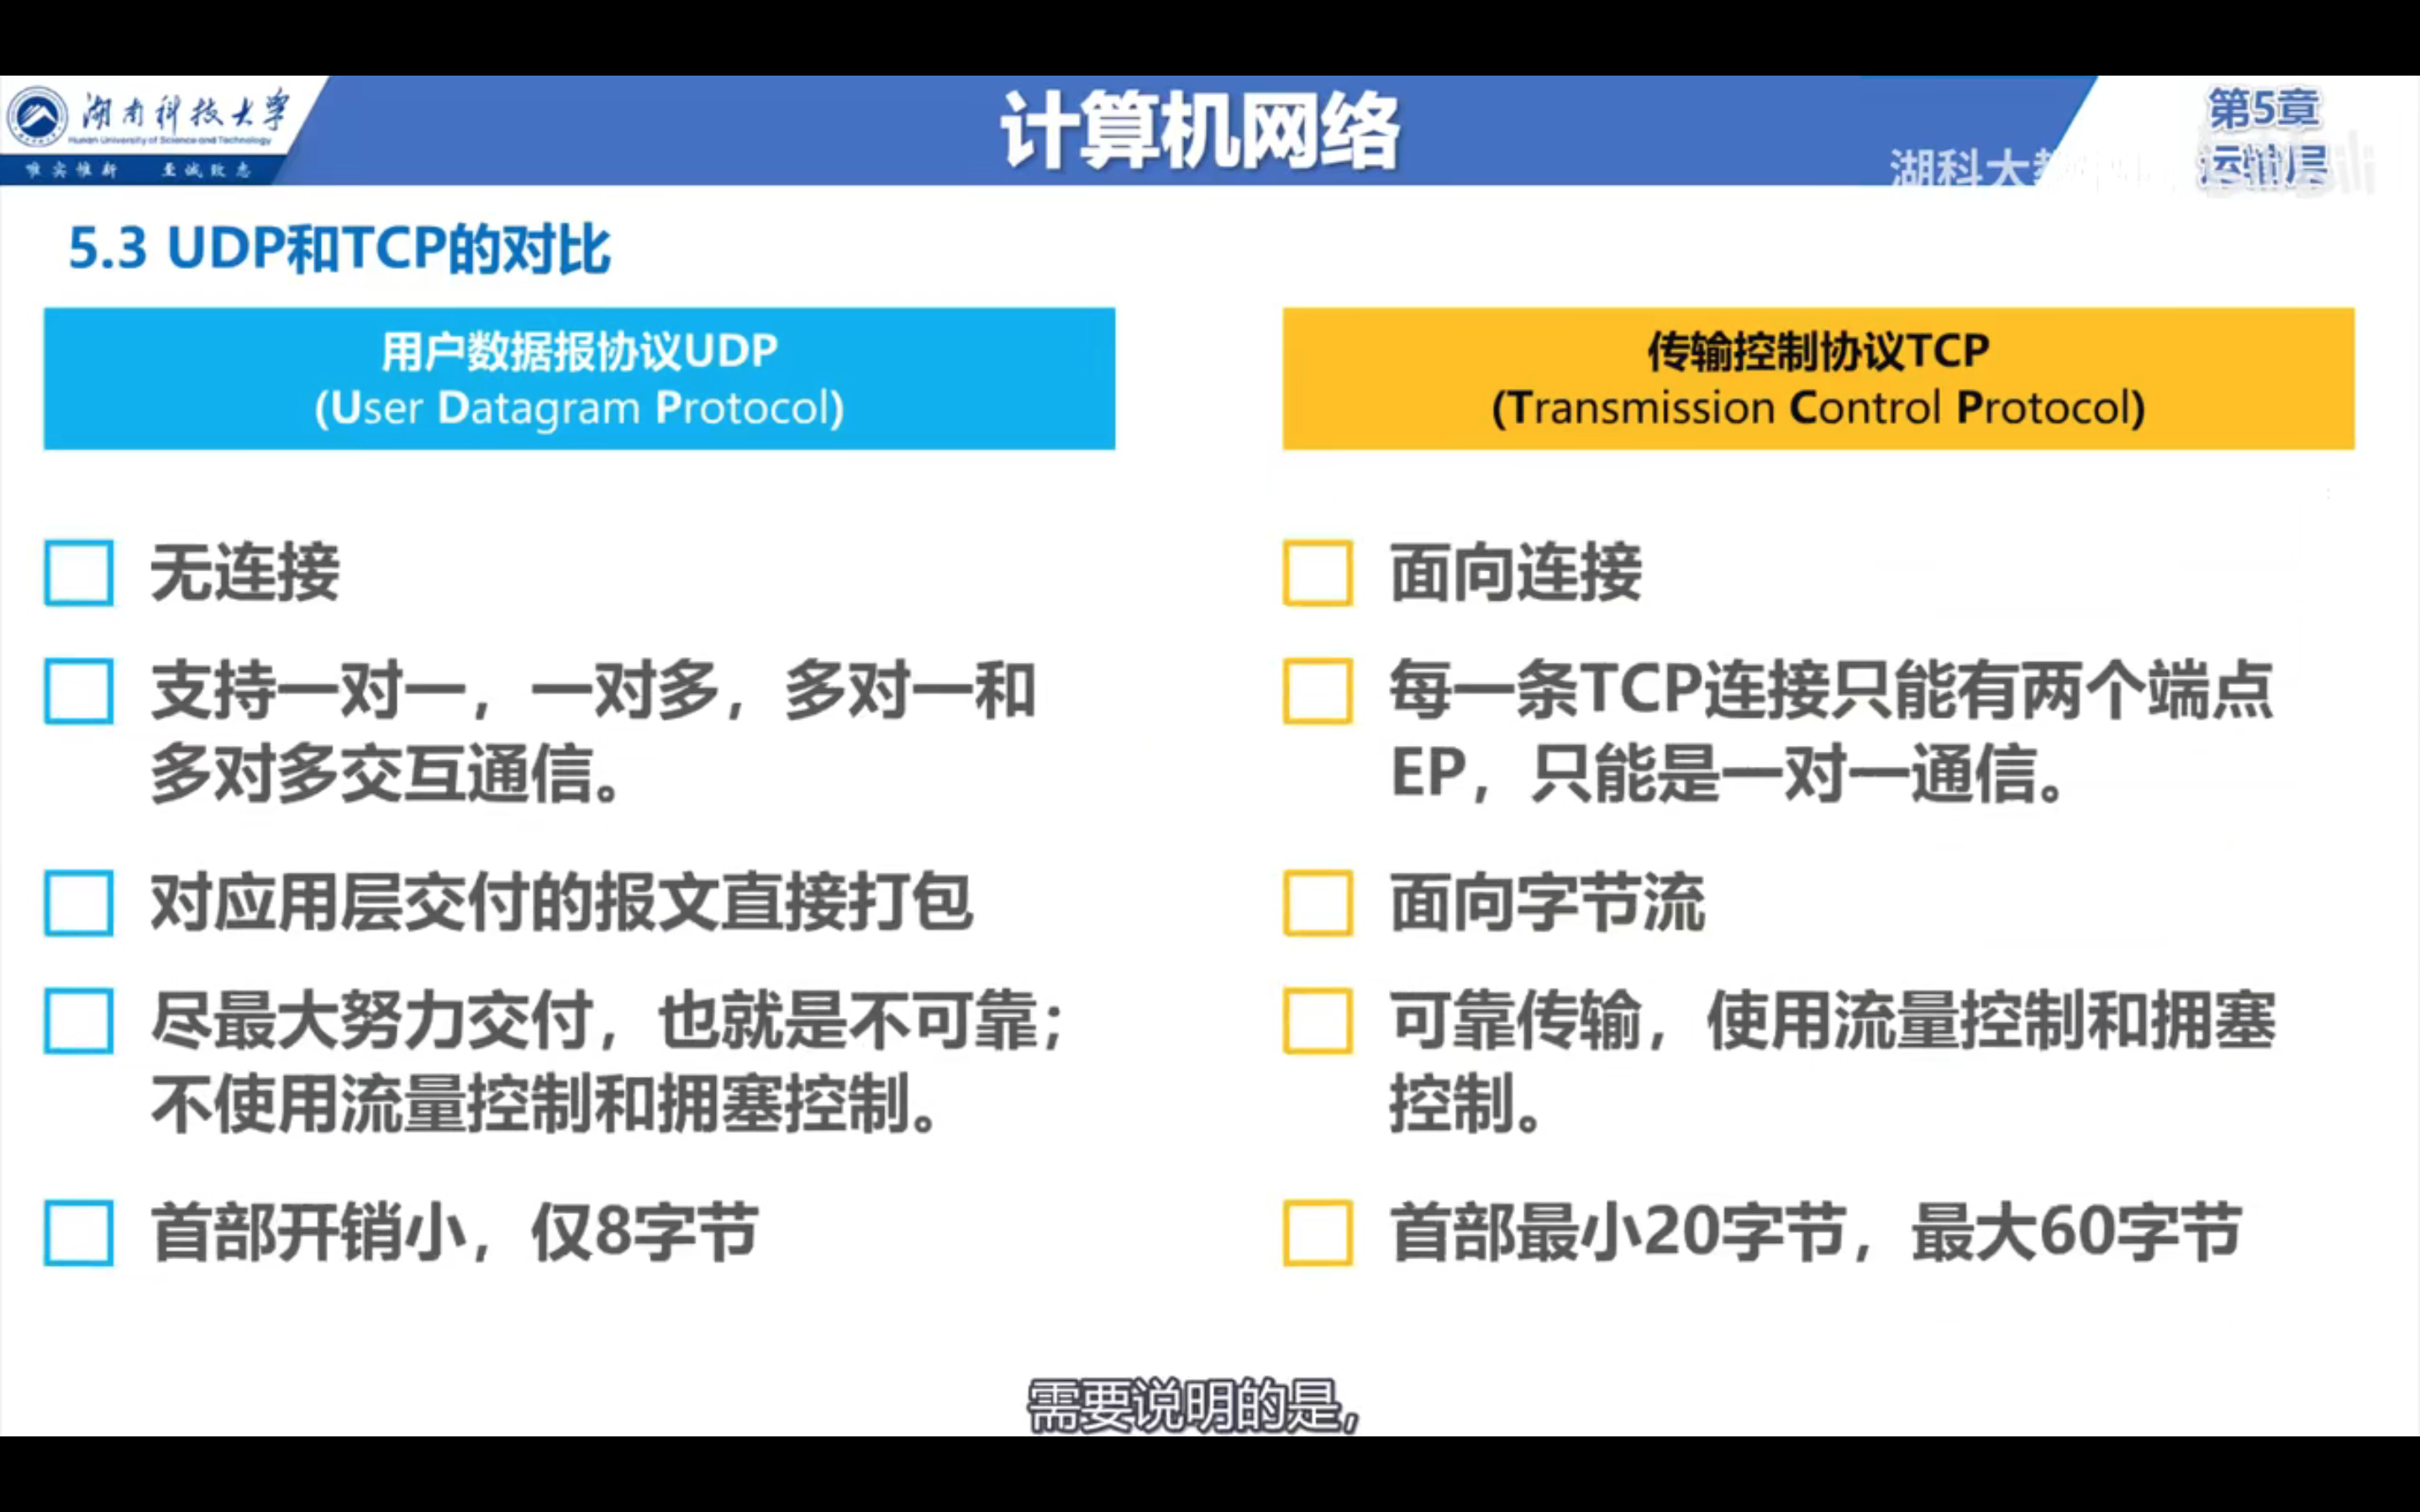 湖南科技大学
Hunan University of Science and Technology
唯实惟新 至诚致志
计算机网络
第5章
运输层
湖科大
5.3 UDP和TCP的对比
用户数据报协议UDP
(User Datagram Protocol)
无连接
支持一对一，一对多，多对一和
多对多交互通信。
对应用层交付的报文直接打包
尽最大努力交付，也就是不可靠；
不使用流量控制和拥塞控制。
首部开销小，仅8字节
传输控制协议TCP
(Transmission Control Protocol)
面向连接
每一条TCP连接只能有两个端点
EP，只能是一对一通信。
面向字节流
可靠传输，使用流量控制和拥塞
控制。
首部最小20字节，最大60字节
需要说明的是，